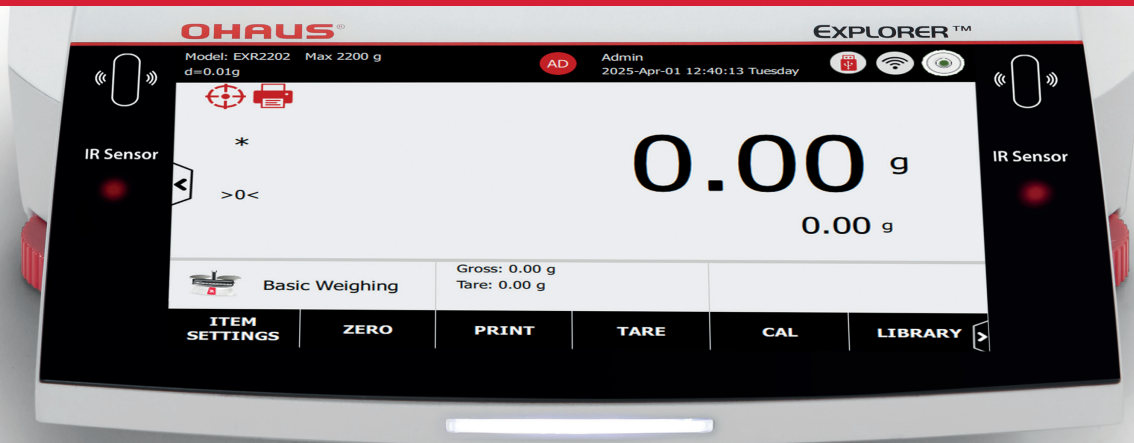 OHAUS®
EXPLORER™
Model: EXR2202 Max 2200 g
d=0.01g
AD
Admin
2025-Apr-01 12:40:13 Tuesday
IR Sensor
IR Sensor
*
0.00 g
>0<
0.00 g
Basic Weighing
Gross: 0.00 g
Tare: 0.00 g
ITEM
SETTINGS
ZERO
PRINT
TARE
CAL
LIBRARY